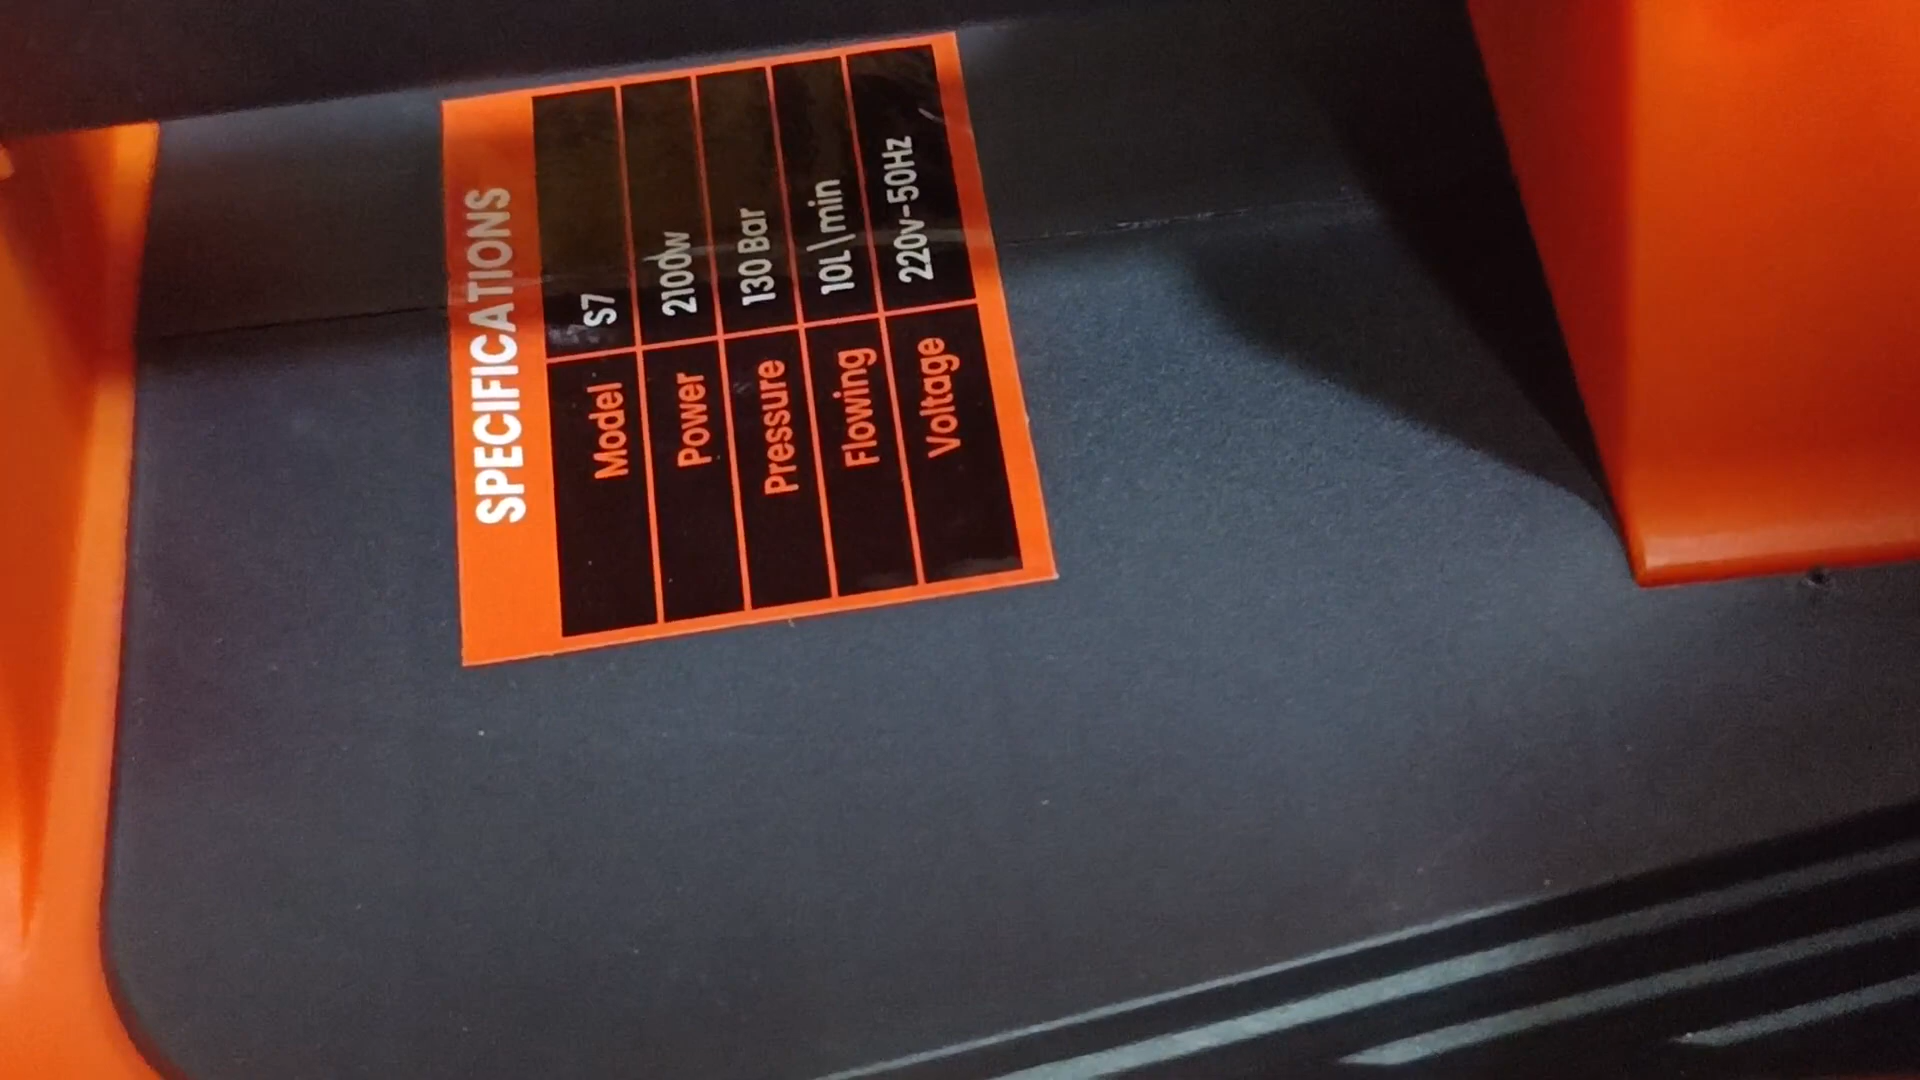 SPECIFICATIONS
Model S7
Power 2100w
Pressure 130 Bar
Flowing 10L\min
Voltage 220v-50Hz